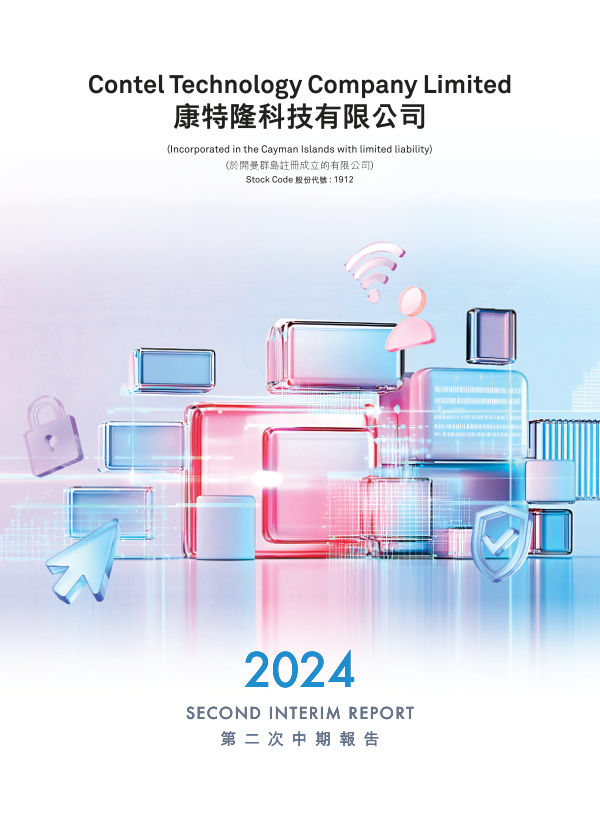 Contel Technology Company Limited
康特隆科技有限公司
(Incorporated in the Cayman Islands with limited liability)
(於開曼群島註冊成立的有限公司)
Stock Code 股份代號 : 1912
2024
SECOND INTERIM REPORT
第二次中期報告